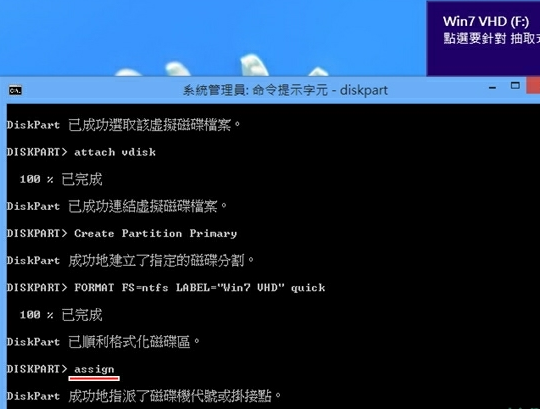 Win7 VHD (F:)
點選要針對 抽取
系統管理員: 命令提示字元 - diskpart
DiskPart 已成功選取該虛擬磁碟檔案。
DISKPART> attach vdisk
100 % 已完成
DiskPart 已成功連結虛擬磁碟檔案。
DISKPART> Create Partition Primary
DiskPart 成功地建立了指定的磁碟分割。
DISKPART> FORMAT FS=ntfs LABEL="Win7 VHD" quick
100 % 已完成
DiskPart 已順利格式化磁碟區。
DISKPART> assign
DiskPart 成功地指派了磁碟機代號或掛接點。